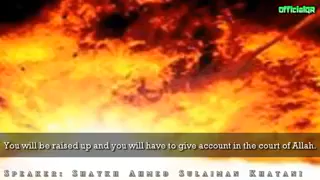 OfficialQR
You will be raised up and you will have to give account in the court of Allah.
Speaker: Shaykh Ahmed Sulaiman Khatani